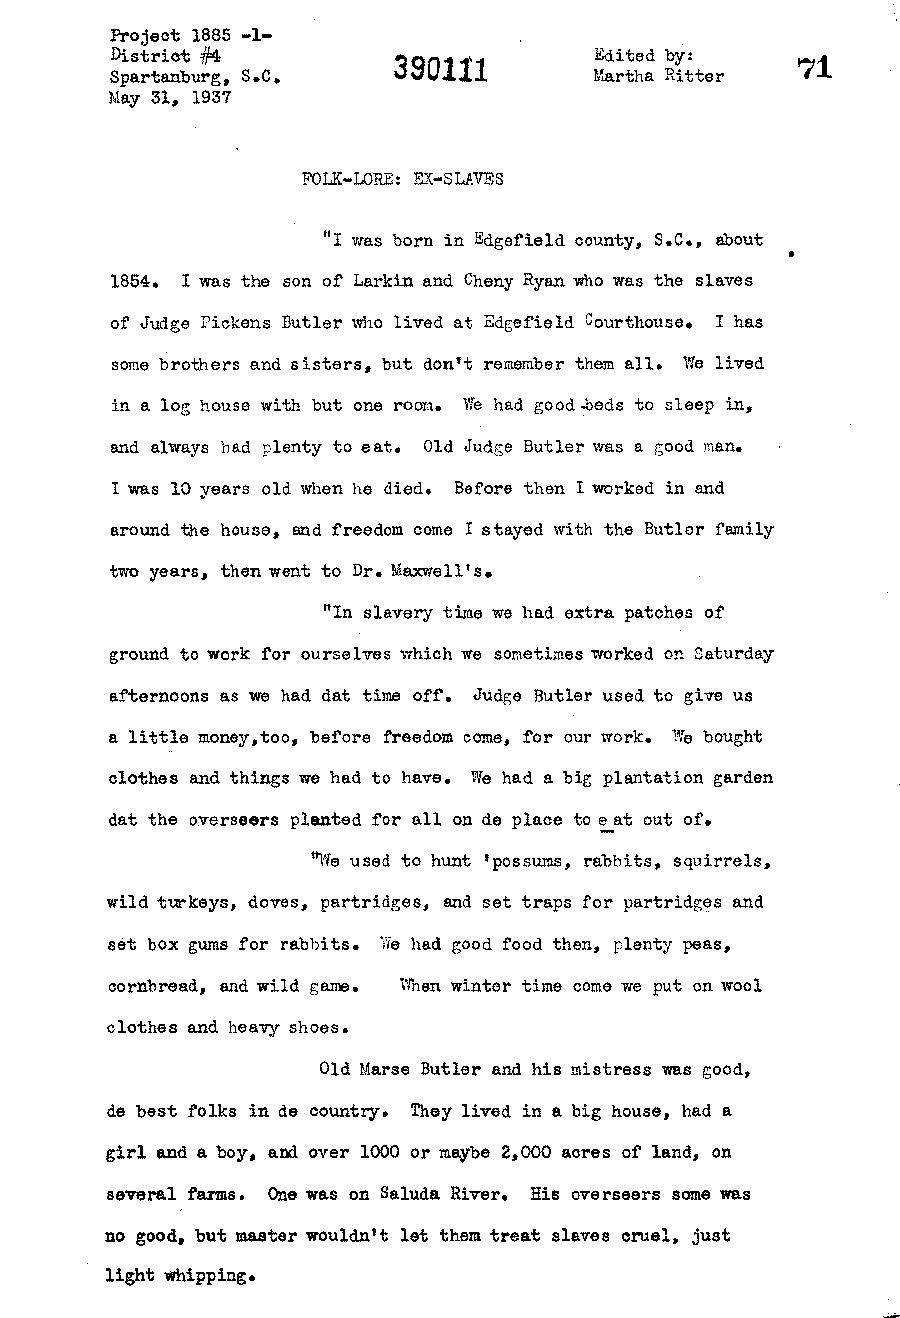 Project 1885 -1-
District #4
Spartanburg, S.C.
May 31, 1937
390111
Edited by:
Martha Ritter
71
FOLK-LORE: EX-SLAVES
"I was born in Edgefield county, S.C., about
1854. I was the son of Larkin and Cheny Ryan who was the slaves
of Judge Pickens Butler who lived at Edgefield Courthouse. I has
some brothers and sisters, but don't remember them all. We lived
in a log house with but one room. We had good beds to sleep in,
and always had plenty to eat. Old Judge Butler was a good man.
I was 10 years old when he died. Before then I worked in and
around the house, and freedom come I stayed with the Butler family
two years, then went to Dr. Maxwell's.
"In slavery time we had extra patches of
ground to work for ourselves which we sometimes worked on Saturday
afternoons as we had dat time off. Judge Butler used to give us
a little money,too, before freedom come, for our work. We bought
clothes and things we had to have. We had a big plantation garden
dat the overseers planted for all on de place to eat out of.
"We used to hunt 'possums, rabbits, squirrels,
wild turkeys, doves, partridges, and set traps for partridges and
set box gums for rabbits. We had good food then, plenty peas,
cornbread, and wild game. When winter time come we put on wool
clothes and heavy shoes.
Old Marse Butler and his mistress was good,
de best folks in de country. They lived in a big house, had a
girl and a boy, and over 1000 or maybe 2,000 acres of land, on
several farms. One was on Saluda River. His overseers some was
no good, but master wouldn't let them treat slaves cruel, just
light whipping.